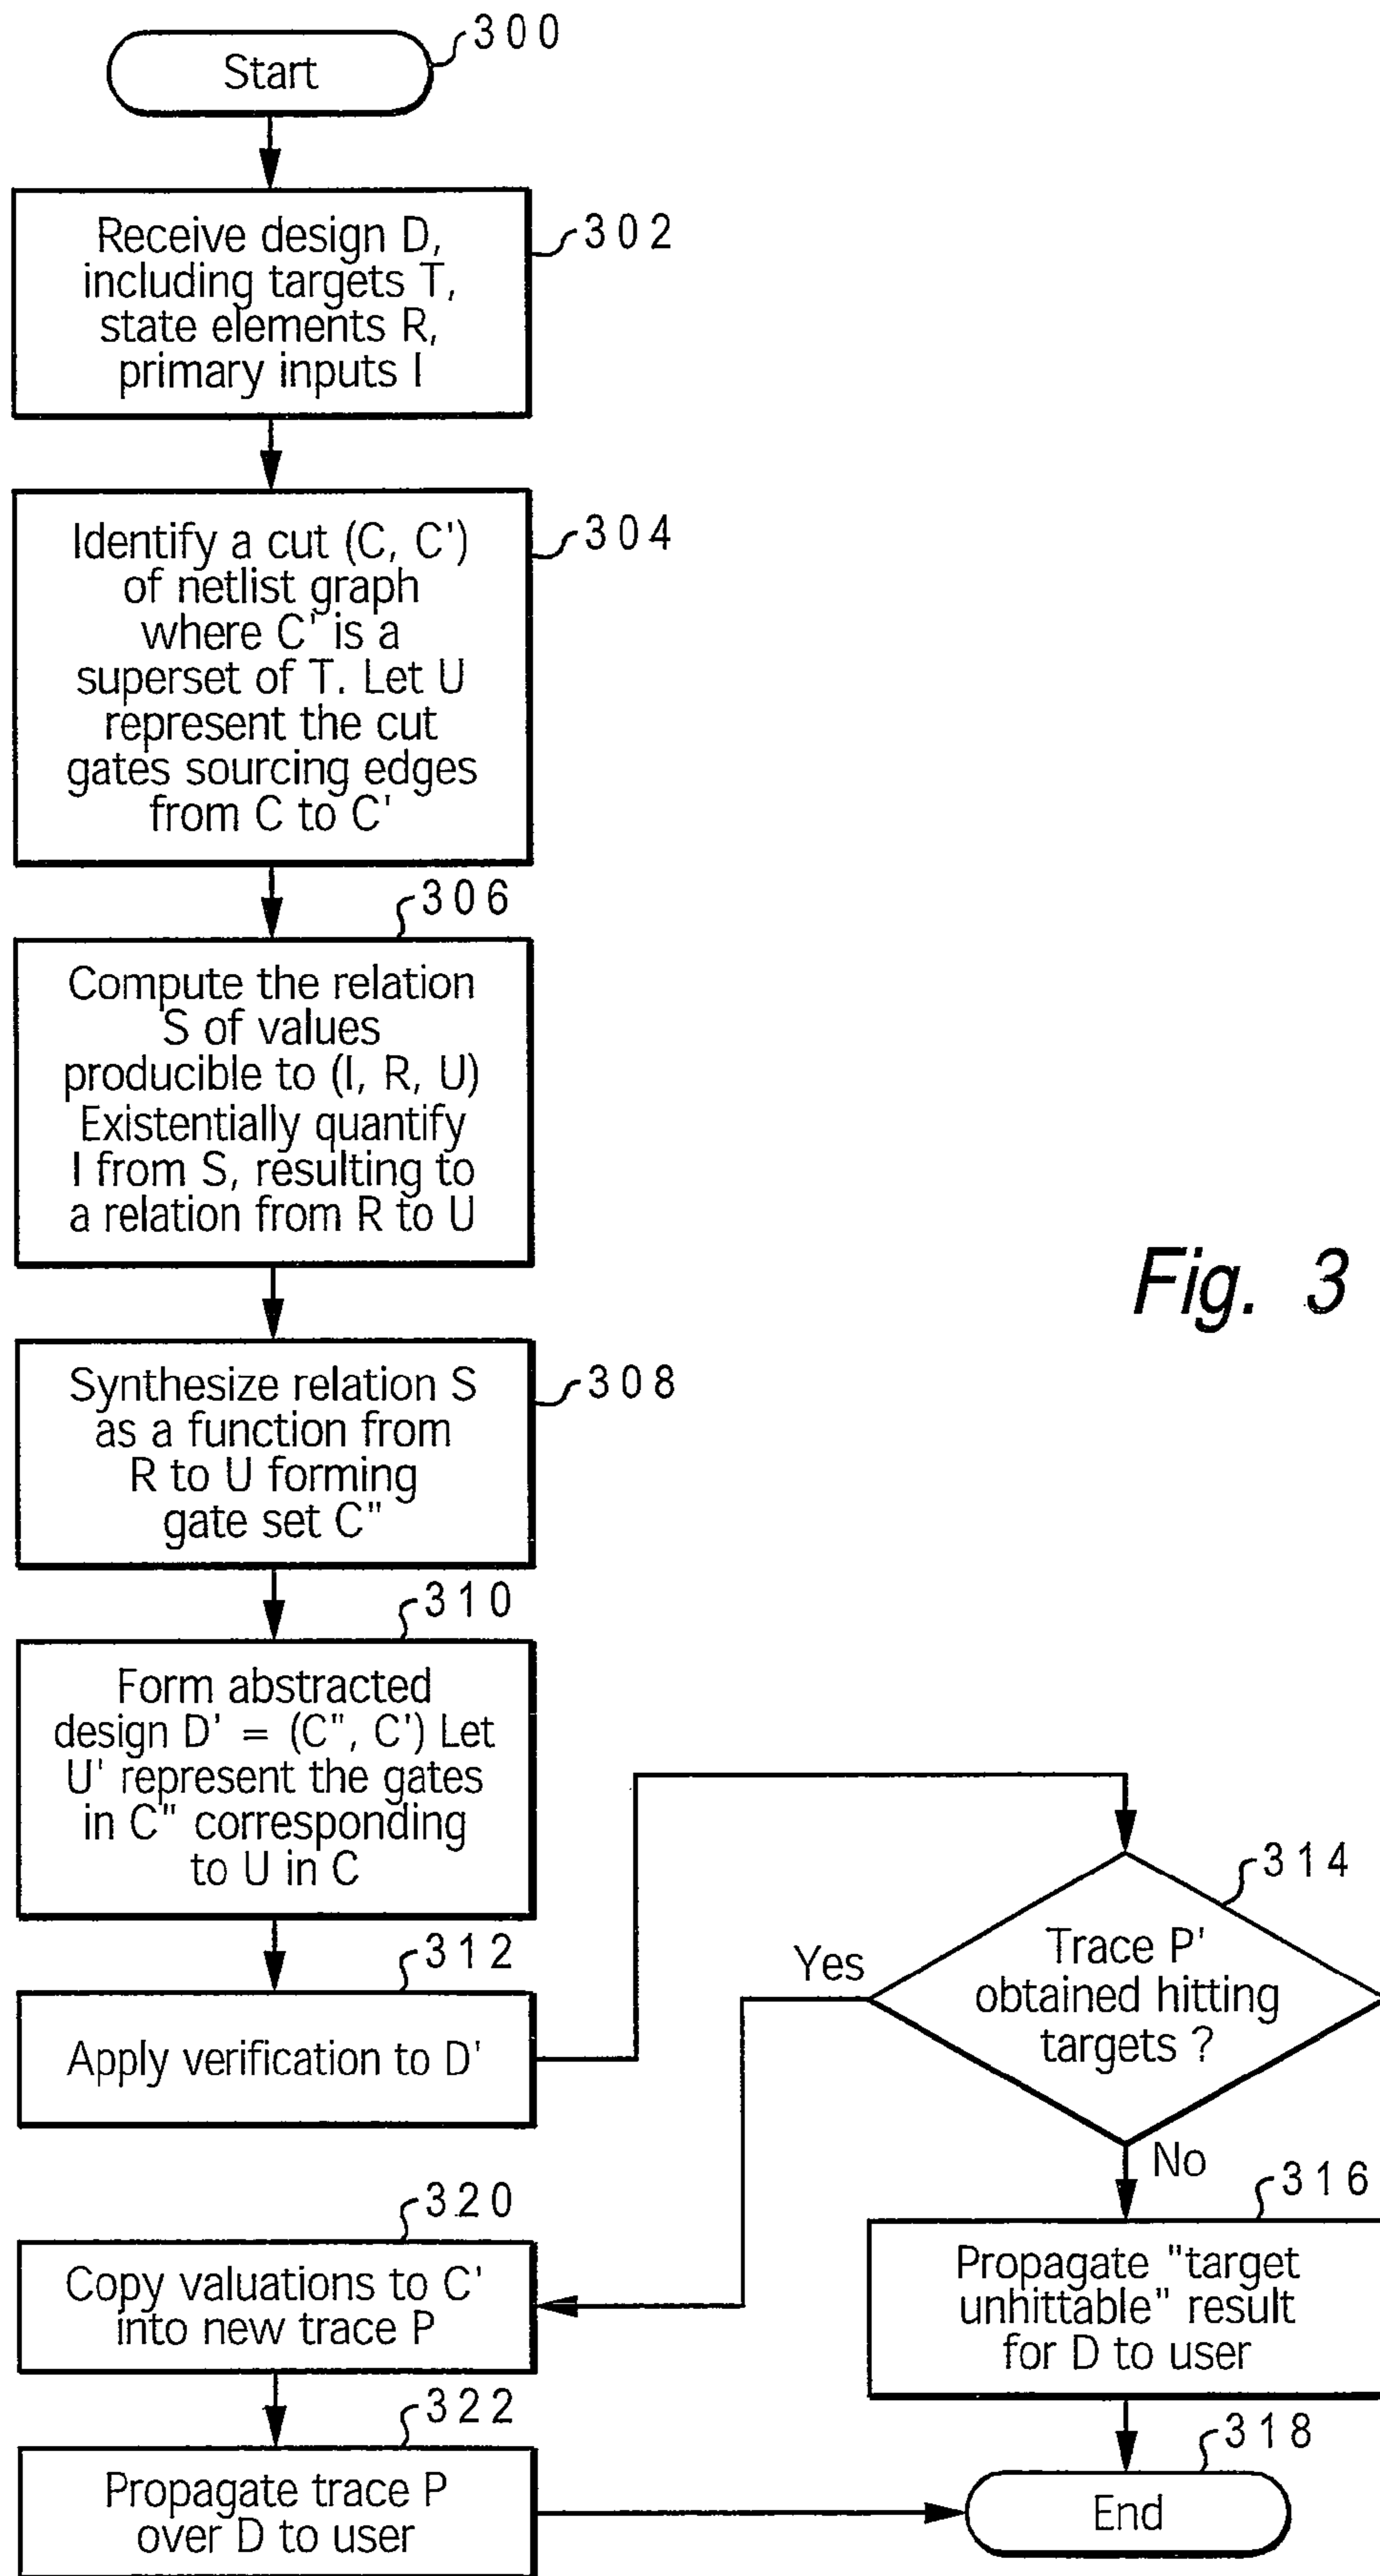 Start
300
Receive design D,
including targets T,
state elements R,
primary inputs I
302
Identify a cut (C, C')
of netlist graph
where C' is a
superset of T. Let U
represent the cut
gates sourcing edges
from C to C'
304
306
Compute the relation
S of values
producible to (I, R, U)
Existentially quantify
I from S, resulting to
a relation from R to U
Fig. 3
Synthesize relation S
as a function from
R to U forming
gate set C"
308
310
Form abstracted
design D' = (C", C') Let
U' represent the gates
in C" corresponding
to U in C
312
Apply verification to D'
314
Trace P'
obtained hitting
targets ?
Yes
No
316
Propagate "target
unhittable" result
for D to user
320
Copy valuations to C'
into new trace P
322
Propagate trace P
over D to user
318
End